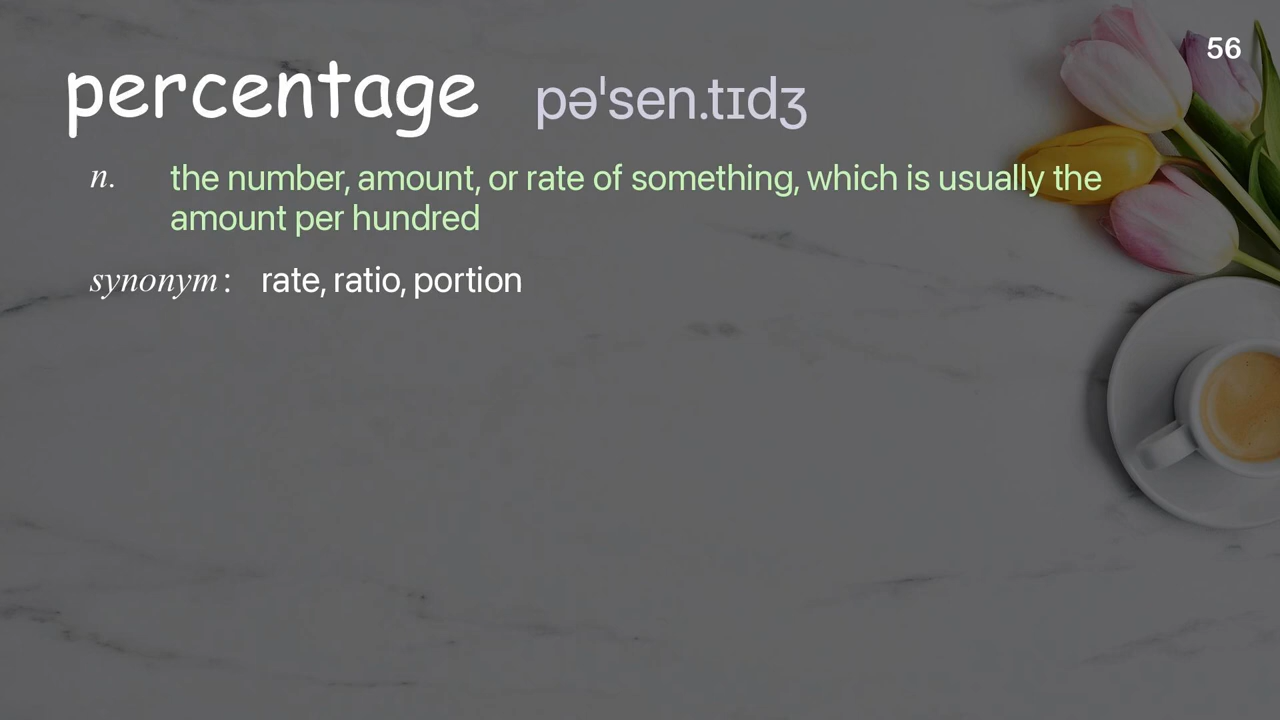 56
percentage pəˈsen.tɪdʒ
n. the number, amount, or rate of something, which is usually the
amount per hundred
synonym: rate, ratio, portion